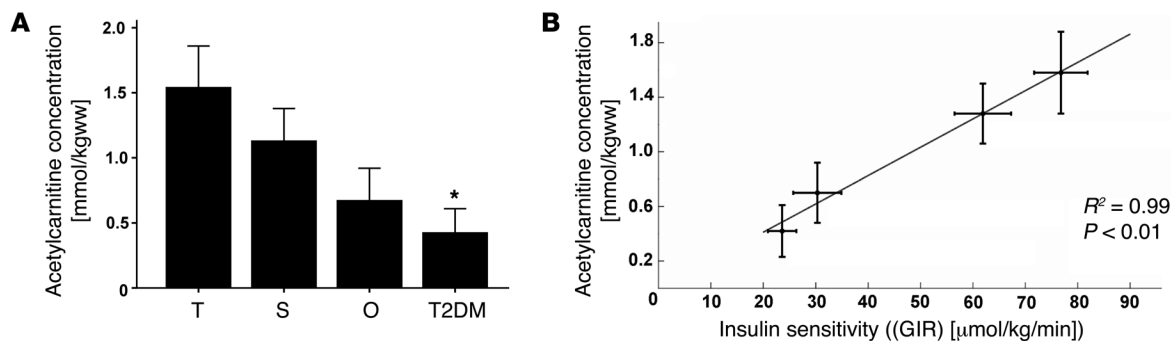 A
Acetylcarnitine concentration
[mmol/kgww]
2.0
1.5
1.0
0.5
0
*
T S O T2DM
B
Acetylcarnitine concentration
[mmol/kgww]
1.8
1.4
1.0
0.6
0.2
R² = 0.99
P < 0.01
0 10 20 30 40 50 60 70 80 90
Insulin sensitivity ((GIR) [μmol/kg/min])